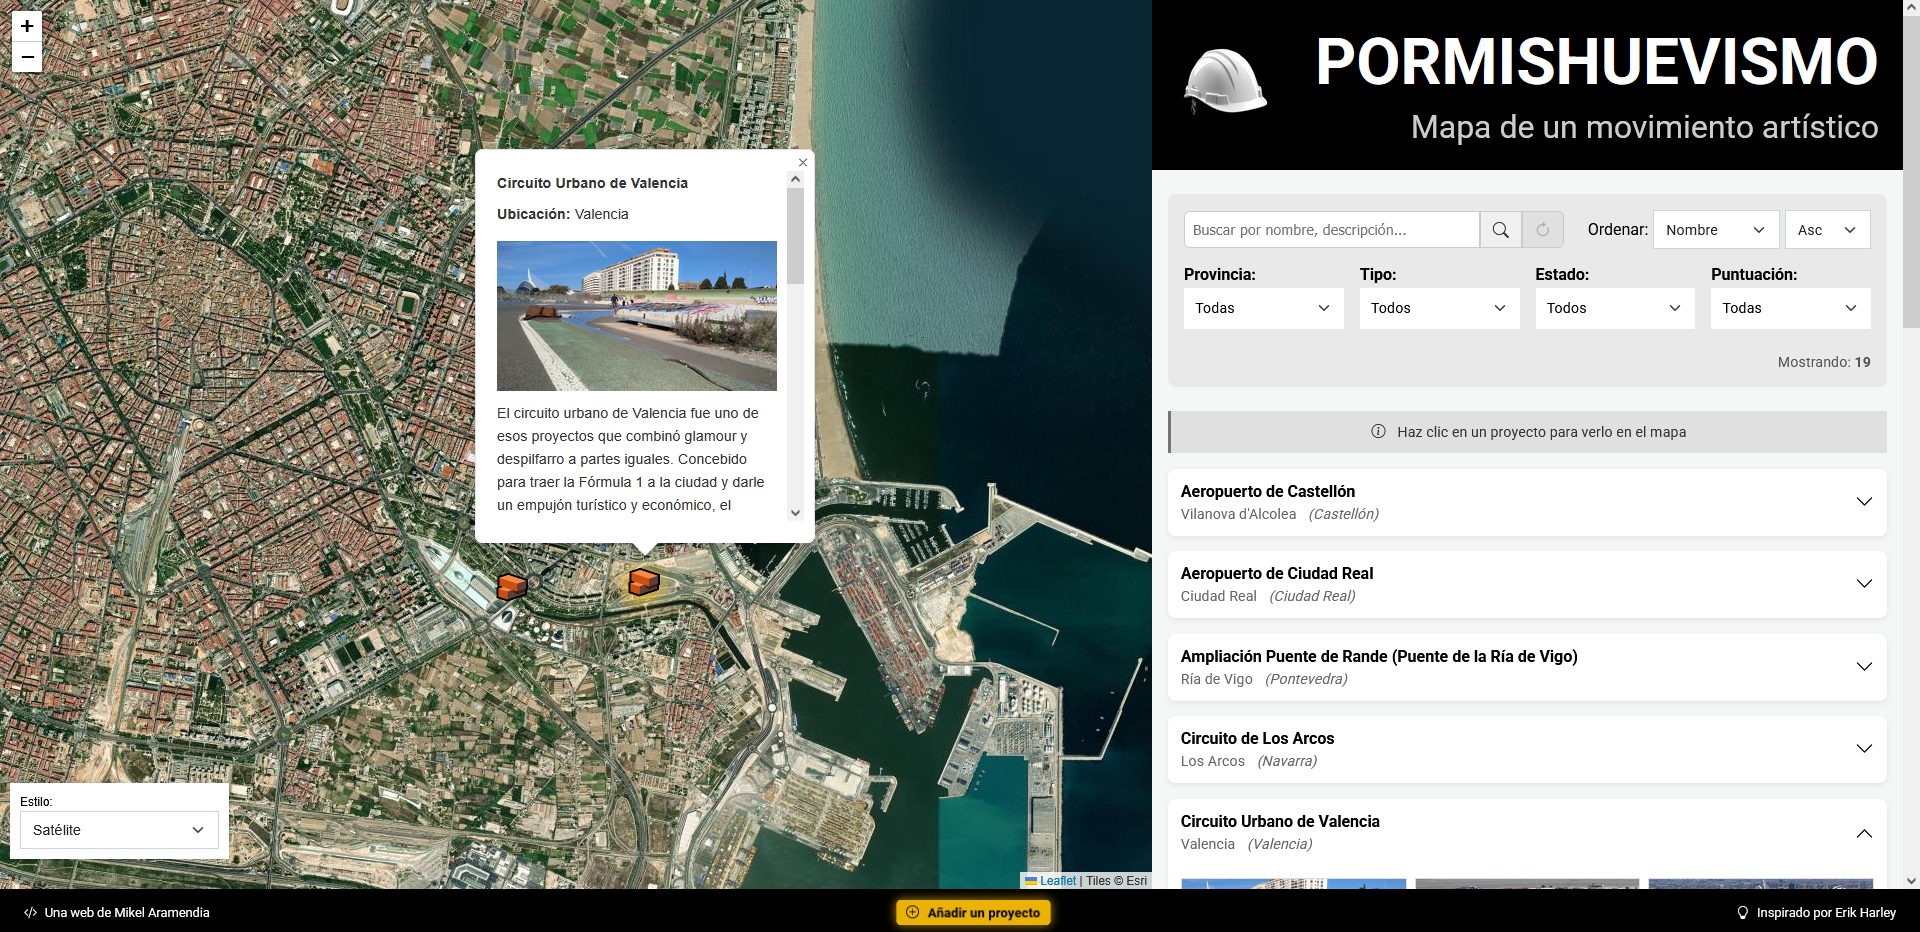 +
−
Circuito Urbano de Valencia
Ubicación: Valencia
El circuito urbano de Valencia fue uno de
esos proyectos que combinó glamour y
despilfarro a partes iguales. Concebido
para traer la Fórmula 1 a la ciudad y darle
un empujón turístico y económico, el
Estilo:
Satélite
Leaflet | Tiles © Esri
PORMISHUEVISMO
Mapa de un movimiento artístico
Buscar por nombre, descripción...
Ordenar: Nombre Asc
Provincia: Tipo: Estado: Puntuación:
Todas Todos Todos Todas
Mostrando: 19
Haz clic en un proyecto para verlo en el mapa
Aeropuerto de Castellón
Vilanova d'Alcolea (Castellón)
Aeropuerto de Ciudad Real
Ciudad Real (Ciudad Real)
Ampliación Puente de Rande (Puente de la Ría de Vigo)
Ría de Vigo (Pontevedra)
Circuito de Los Arcos
Los Arcos (Navarra)
Circuito Urbano de Valencia
Valencia (Valencia)
Una web de Mikel Aramendia
Añadir un proyecto
Inspirado por Erik Harley